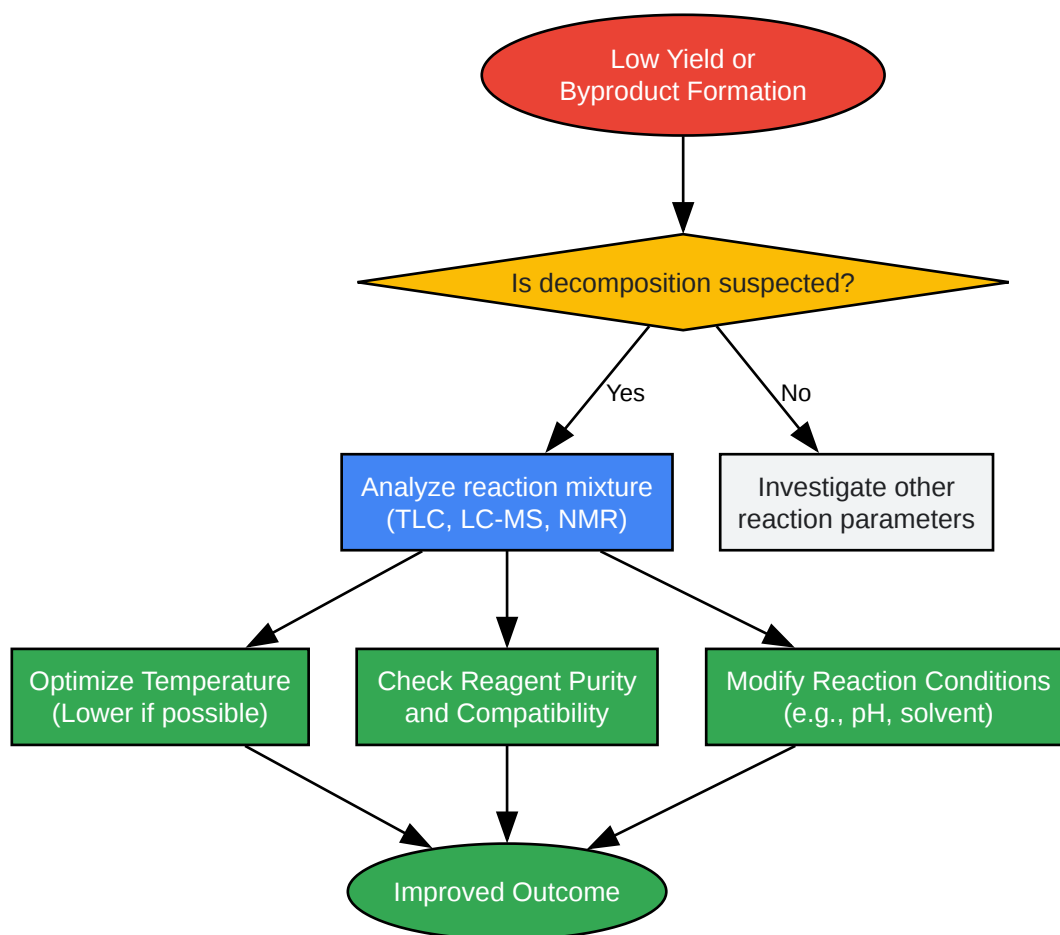 Low Yield or
Byproduct Formation
Is decomposition suspected?
Yes
No
Analyze reaction mixture
(TLC, LC-MS, NMR)
Investigate other
reaction parameters
Optimize Temperature
(Lower if possible)
Check Reagent Purity
and Compatibility
Modify Reaction Conditions
(e.g., pH, solvent)
Improved Outcome